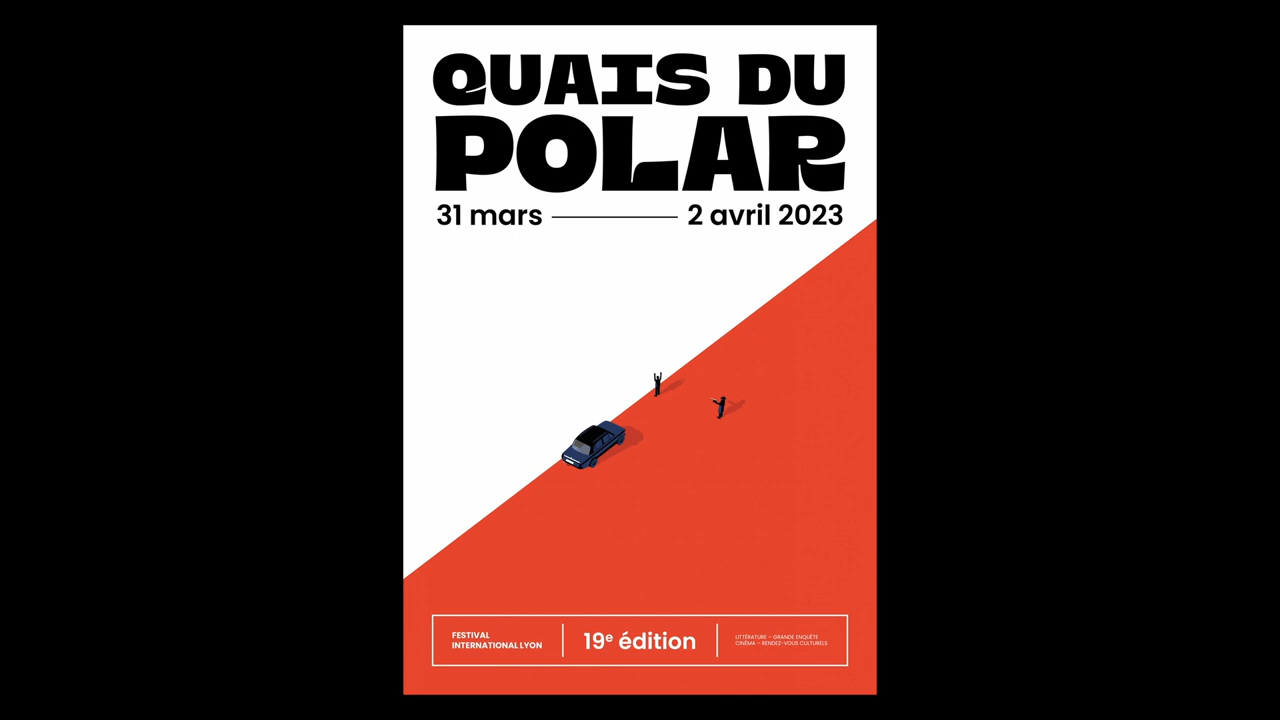 QUAIS DU
POLAR
31 mars — 2 avril 2023
FESTIVAL
INTERNATIONAL LYON
19e édition
LITTÉRATURE – GRANDE ENQUÊTE
CINÉMA – RENDEZ-VOUS CULTURELS